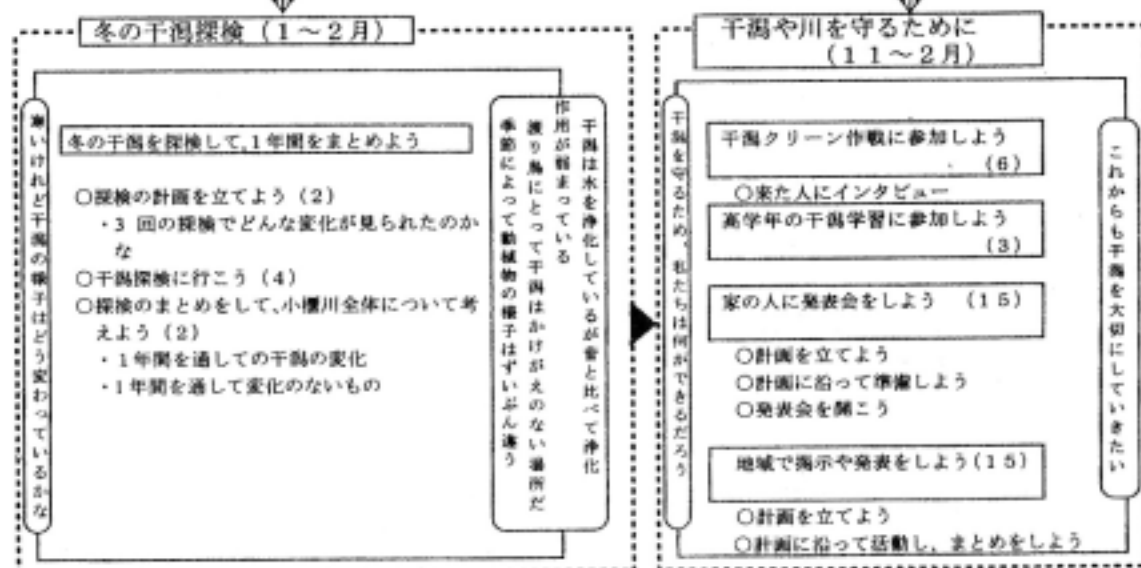 冬の干潟探検（1～2月）
寒いけれど干潟の様子はどう変わっているかな
冬の干潟を探検して、1年間をまとめよう
○探検の計画を立てよう（2）
・3 回の探検でどんな変化が見られたのか
な
○干潟探検に行こう（4）
○探検のまとめをして、小櫃川全体について考
えよう（2）
・1年間を通しての干潟の変化
・1年間を通して変化のないもの
干潟は水を浄化しているが昔と比べて浄化
作用が弱まっている
渡り鳥にとって干潟はかけがえのない場所だ
季節によって動植物の様子はずいぶん違う
干潟や川を守るために
（11～2月）
干潟を守るため、私たちは何ができるだろう
干潟クリーン作戦に参加しよう
（6）
○来た人にインタビュー
高学年の干潟学習に参加しよう
（3）
家の人に発表会をしよう （15）
○計画を立てよう
○計画に沿って準備しよう
○発表会を開こう
地域で掲示や発表をしよう（15）
○計画を立てよう
○計画に沿って活動し、まとめをしよう
これからも干潟を大切にしていきたい